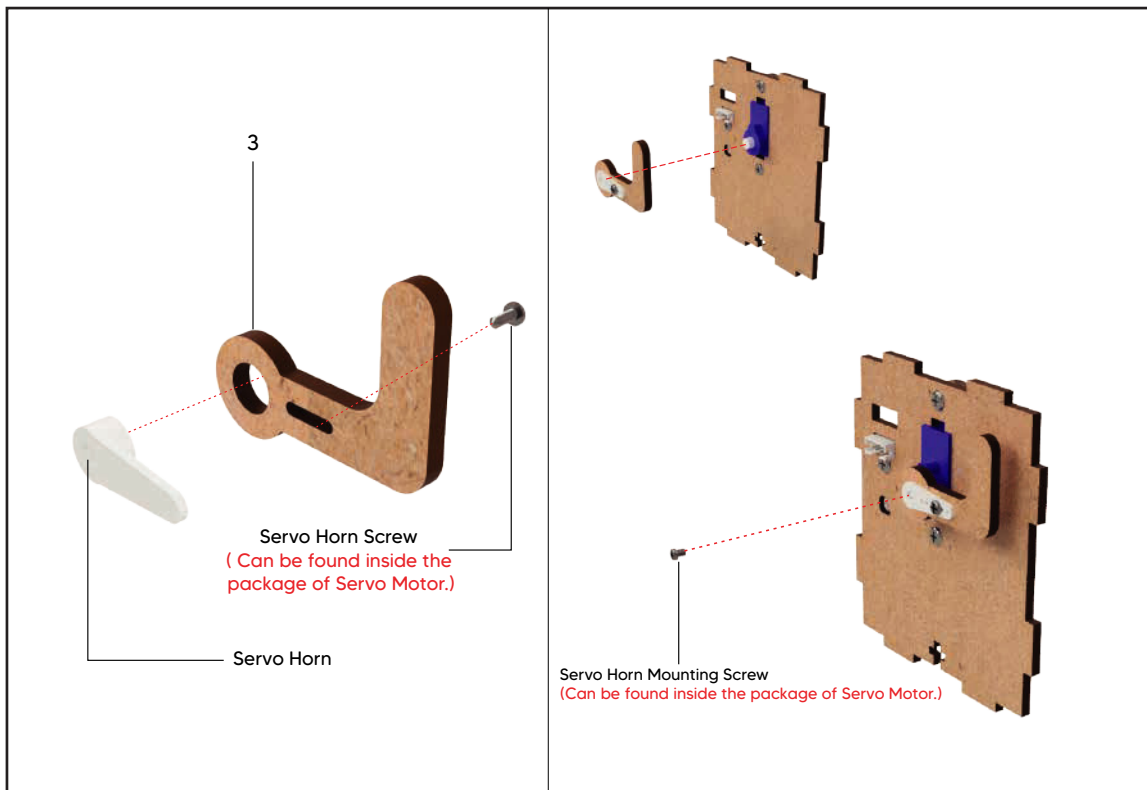 3
Servo Horn Screw
( Can be found inside the
package of Servo Motor.)
Servo Horn
Servo Horn Mounting Screw
(Can be found inside the package of Servo Motor.)